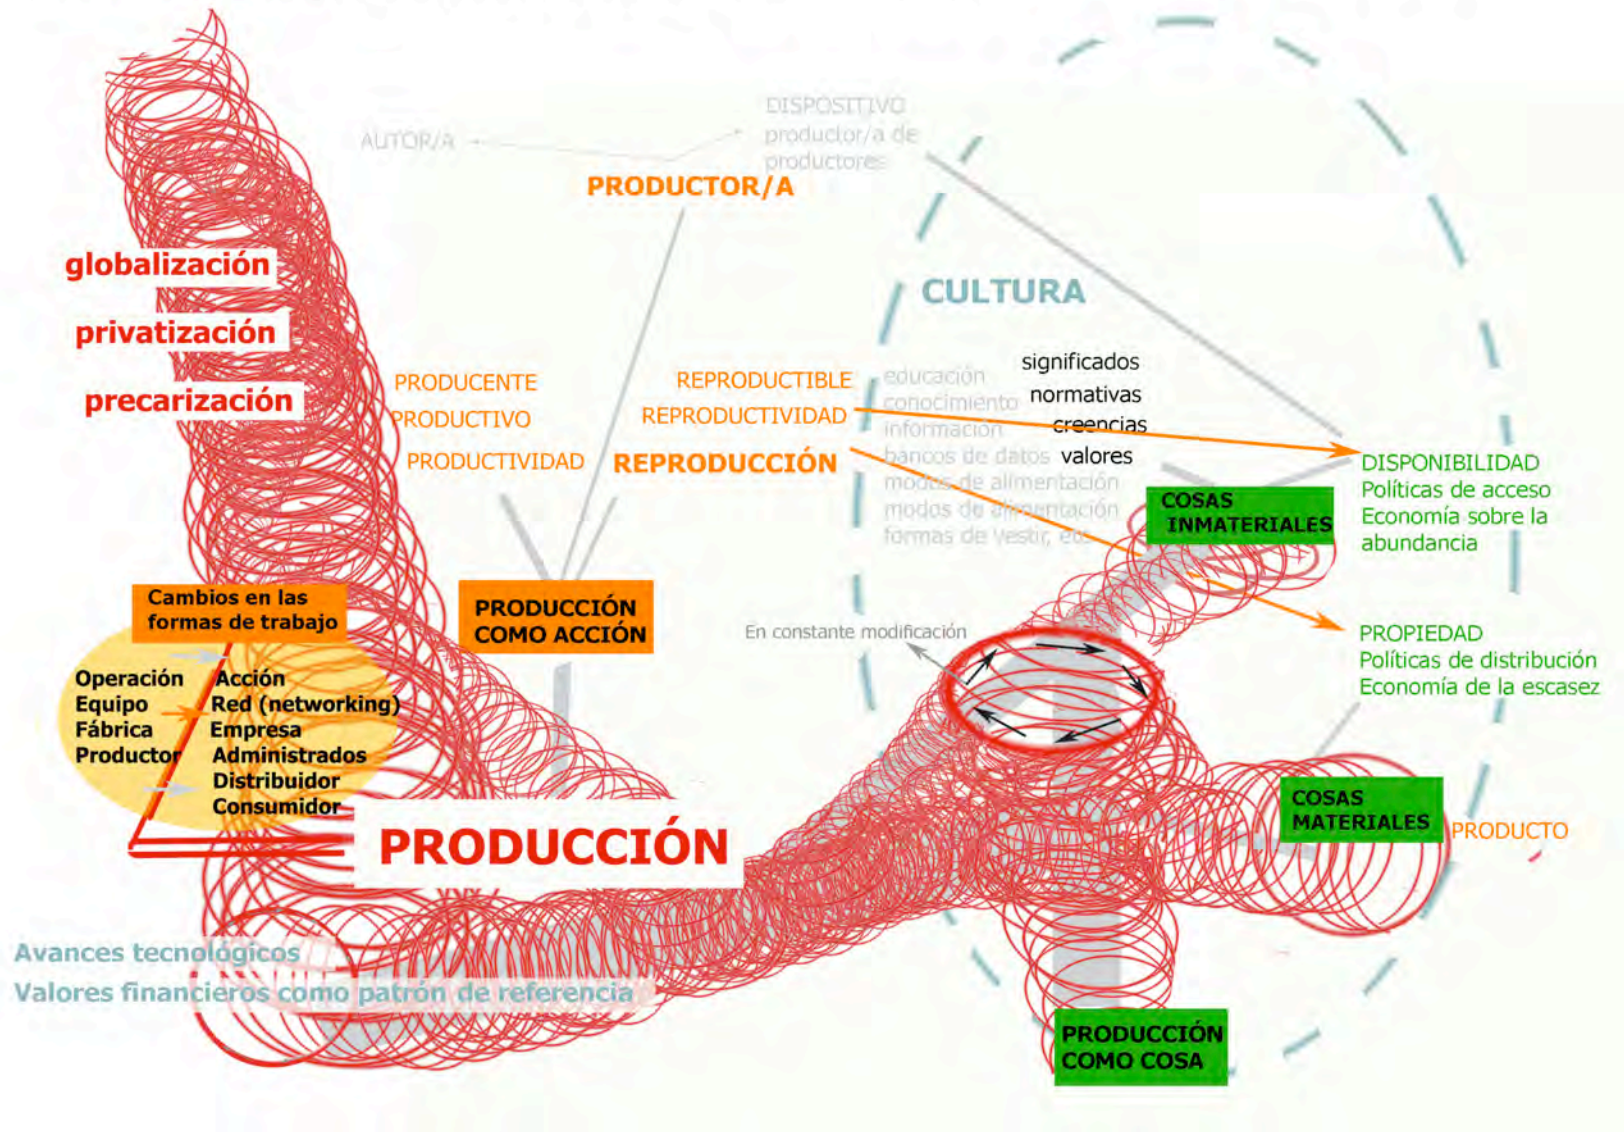 DISPOSITIVO
productor/a de
productores
AUTOR/A
PRODUCTOR/A
globalización
privatización
precarización
CULTURA
PRODUCENTE
PRODUCTIVO
PRODUCTIVIDAD
REPRODUCTIBLE
REPRODUCTIVIDAD
REPRODUCCIÓN
educación
conocimiento
información
bancos de datos
modos de alimentación
modos de alimentación
formas de vestir, etc
significados
normativas
creencias
valores
COSAS
INMATERIALES
DISPONIBILIDAD
Políticas de acceso
Economía sobre la
abundancia
Cambios en las
formas de trabajo
PRODUCCIÓN
COMO ACCIÓN
En constante modificación
PROPIEDAD
Políticas de distribución
Economía de la escasez
Operación
Equipo
Fábrica
Productor
Acción
Red (networking)
Empresa
Administrados
Distribuidor
Consumidor
COSAS
MATERIALES
PRODUCTO
PRODUCCIÓN
Avances tecnológicos
Valores financieros como patrón de referencia
PRODUCCIÓN
COMO COSA